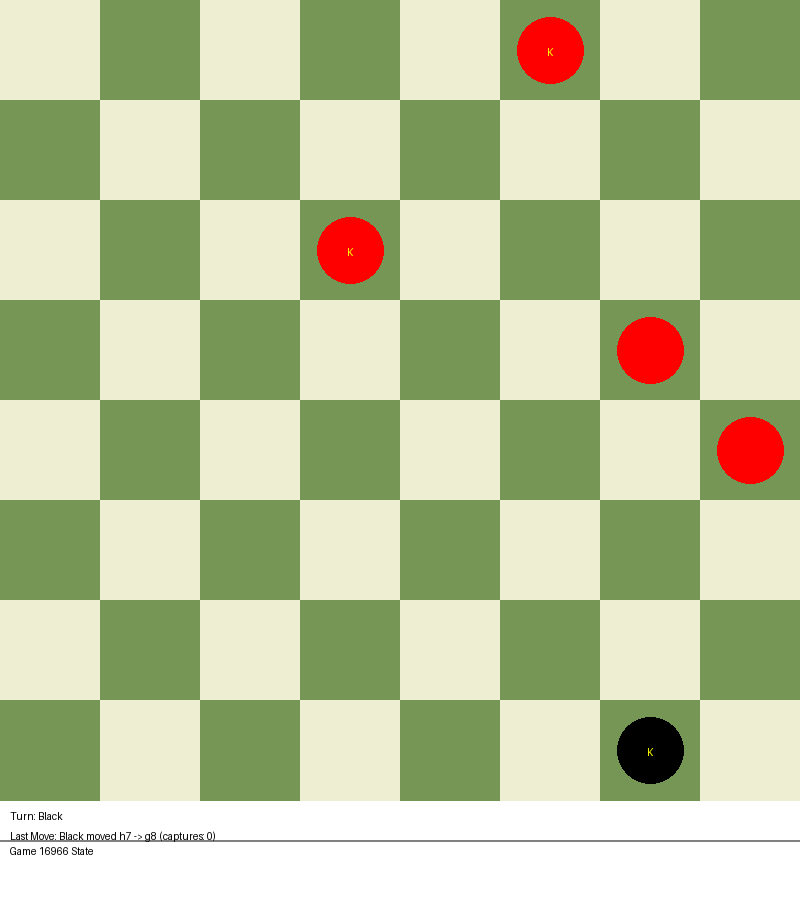 K
K
K
Turn: Black
Last Move: Black moved h7 -> g8 (captures: 0)
Game 16966 State